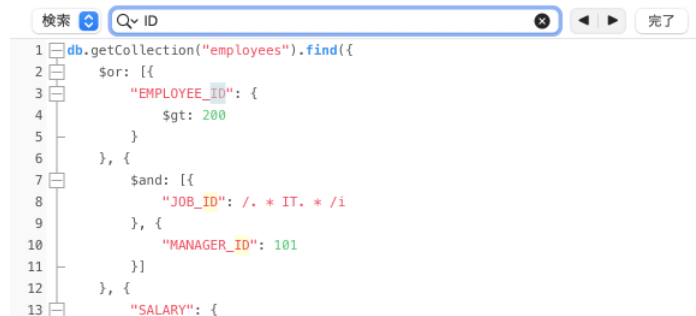 検索 ID 完了
1 db.getCollection("employees").find({
2 $or: [{
3 "EMPLOYEE_ID": {
4 $gt: 200
5 }
6 }, {
7 $and: [{
8 "JOB_ID": /. * IT. * /i
9 }, {
10 "MANAGER_ID": 101
11 }]
12 }, {
13 "SALARY": {